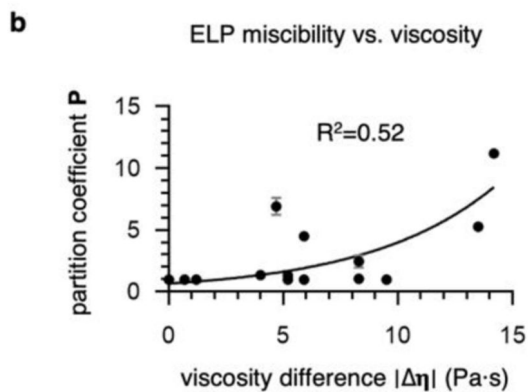 b
ELP miscibility vs. viscosity
partition coefficient P
15
10
5
0
R²=0.52
0 5 10 15
viscosity difference |Δη| (Pa·s)